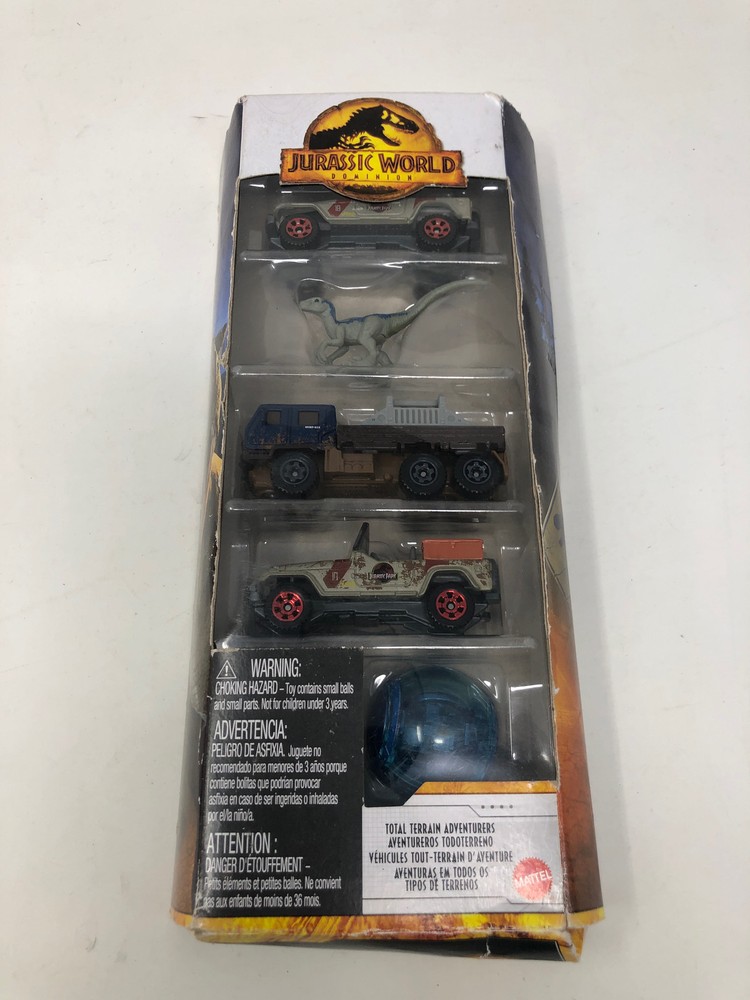 JURASSIC WORLD
DOMINION
JURASSIC PARK
WARNING:
CHOKING HAZARD – Toy contains small balls
and small parts. Not for children under 3 years.
ADVERTENCIA:
PELIGRO DE ASFIXIA. Juguete no
recomendado para menores de 3 años porque
contiene bolitas que podrían provocar
asfixia en caso de ser ingeridas o inhaladas
por el/la niño/a.
ATTENTION :
DANGER D'ÉTOUFFEMENT –
Petits éléments et petites balles. Ne convient
pas aux enfants de moins de 36 mois.
TOTAL TERRAIN ADVENTURERS
AVENTUREROS TODOTERRENO
VÉHICULES TOUT-TERRAIN D'AVENTURE
AVENTURAS EM TODOS OS
TIPOS DE TERRENOS
MATTEL